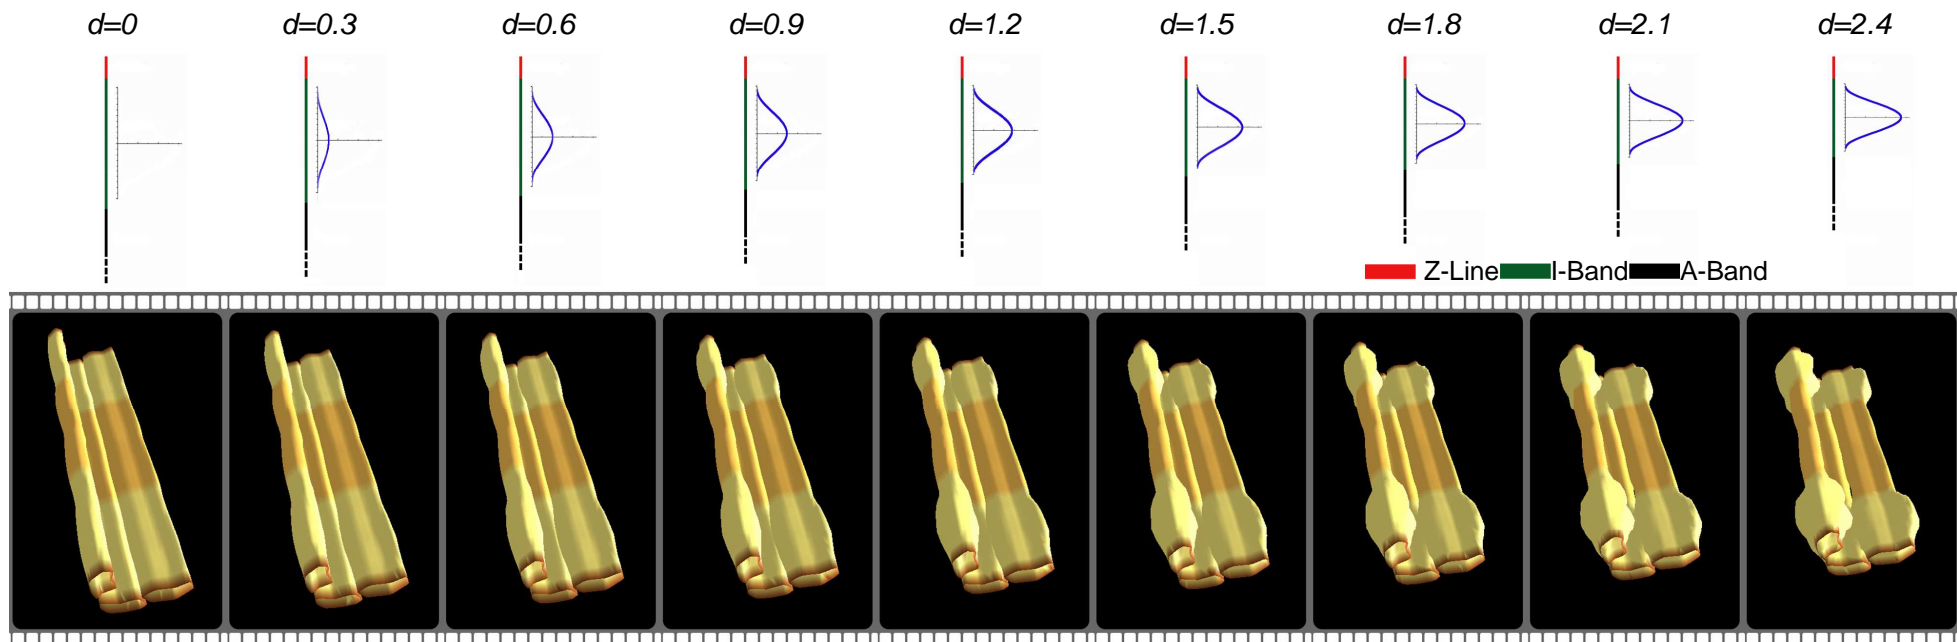 d=0 d=0.3 d=0.6 d=0.9 d=1.2 d=1.5 d=1.8 d=2.1 d=2.4
Z-Line I-Band A-Band